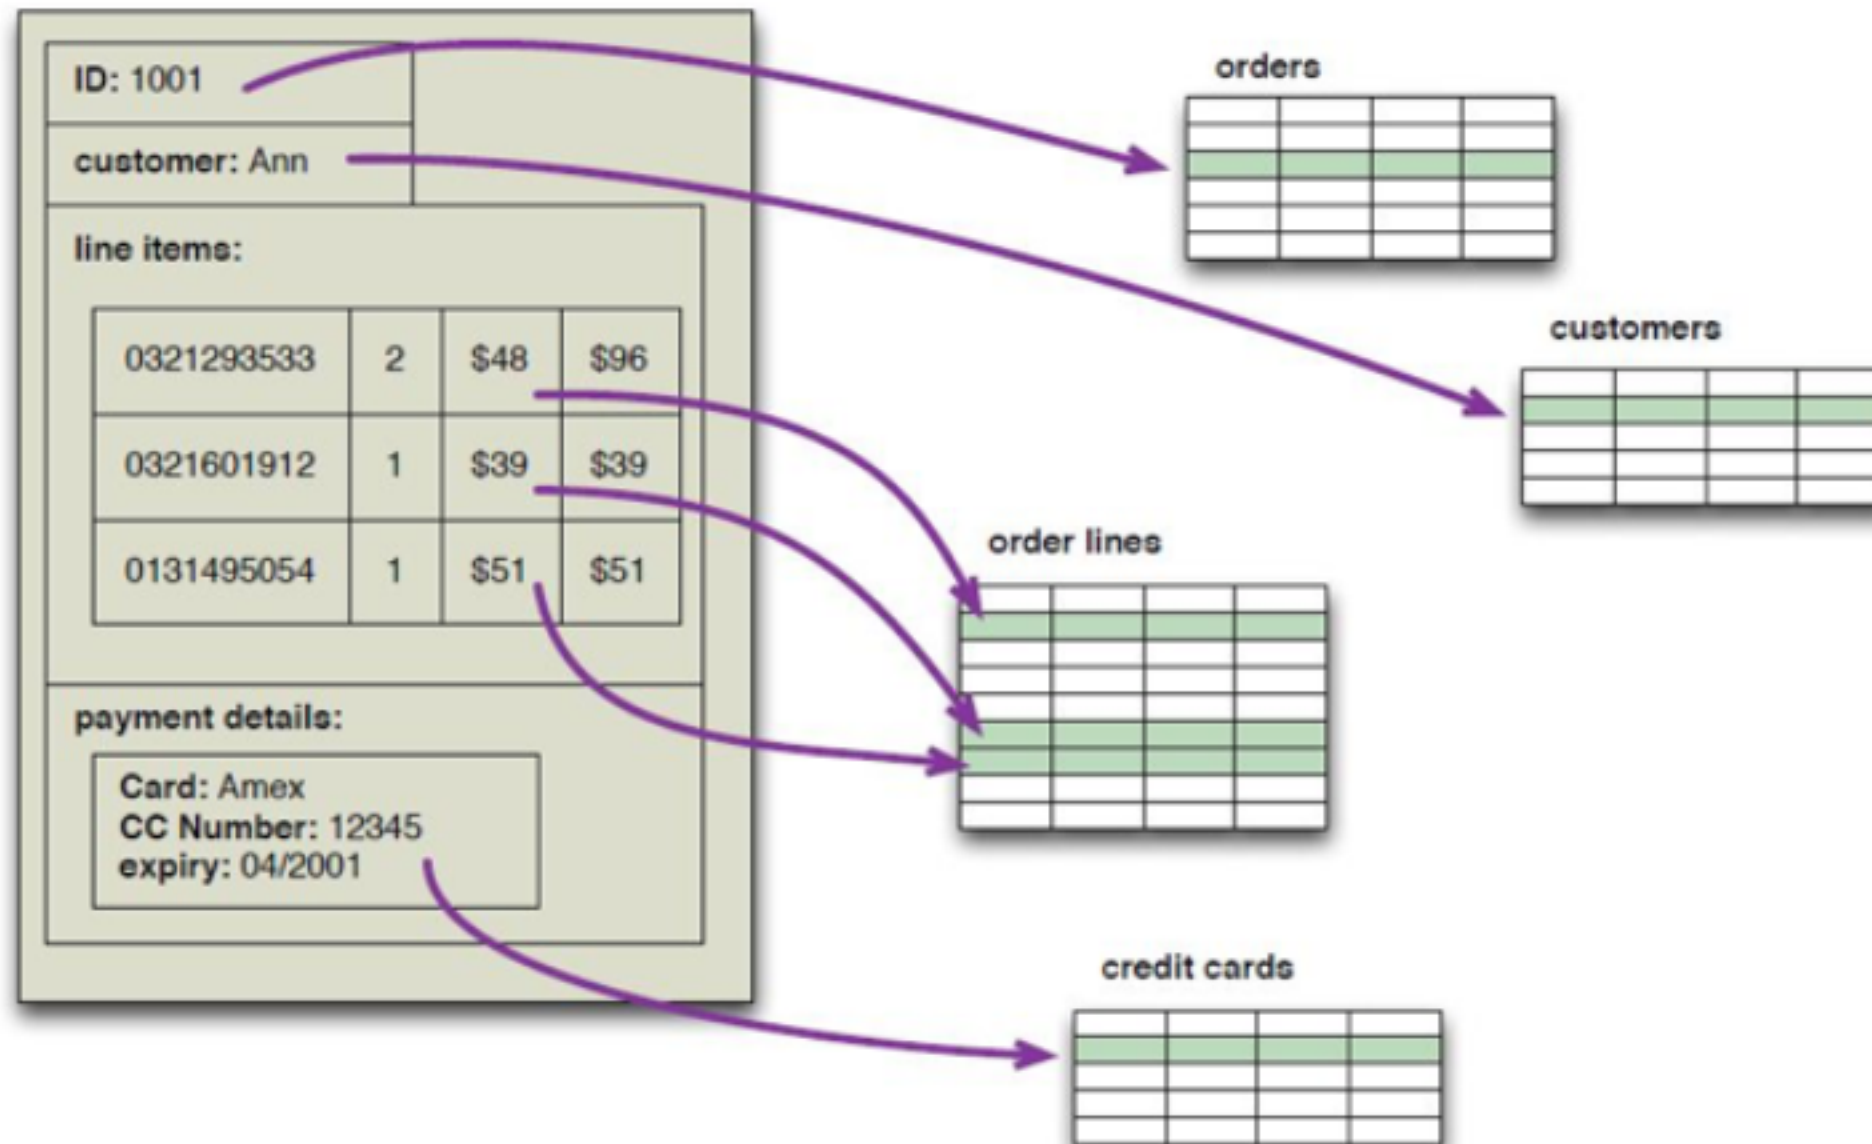 ID: 1001
customer: Ann
line items:
0321293533 2 $48 $96
0321601912 1 $39 $39
0131495054 1 $51 $51
payment details:
Card: Amex
CC Number: 12345
expiry: 04/2001
orders
customers
order lines
credit cards